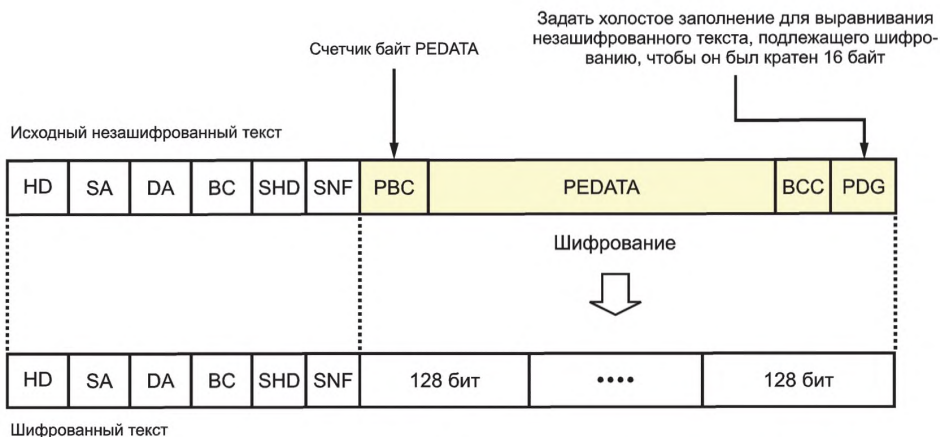 Задать холостое заполнение для выравнивания
незашифрованного текста, подлежащего шифро-
ванию, чтобы он был кратен 16 байт
Счетчик байт PEDATA
Исходный незашифрованный текст
HD SA DA BC SHD SNF PBC PEDATA BCC PDG
Шифрование
HD SA DA BC SHD SNF 128 бит •••• 128 бит
Шифрованный текст